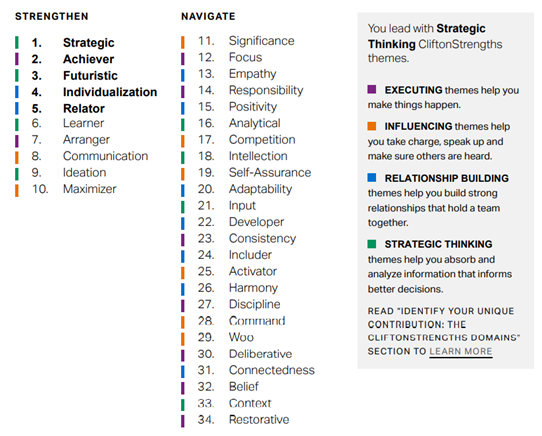 STRENGTHEN
1. Strategic
2. Achiever
3. Futuristic
4. Individualization
5. Relator
6. Learner
7. Arranger
8. Communication
9. Ideation
10. Maximizer
NAVIGATE
11. Significance
12. Focus
13. Empathy
14. Responsibility
15. Positivity
16. Analytical
17. Competition
18. Intellection
19. Self-Assurance
20. Adaptability
21. Input
22. Developer
23. Consistency
24. Includer
25. Activator
26. Harmony
27. Discipline
28. Command
29. Woo
30. Deliberative
31. Connectedness
32. Belief
33. Context
34. Restorative
You lead with Strategic
Thinking CliftonStrengths
themes.
EXECUTING themes help you
make things happen.
INFLUENCING themes help
you take charge, speak up and
make sure others are heard.
RELATIONSHIP BUILDING
themes help you build strong
relationships that hold a team
together.
STRATEGIC THINKING
themes help you absorb and
analyze information that informs
better decisions.
READ "IDENTIFY YOUR UNIQUE
CONTRIBUTION: THE
CLIFTONSTRENGTHS DOMAINS"
SECTION TO LEARN MORE